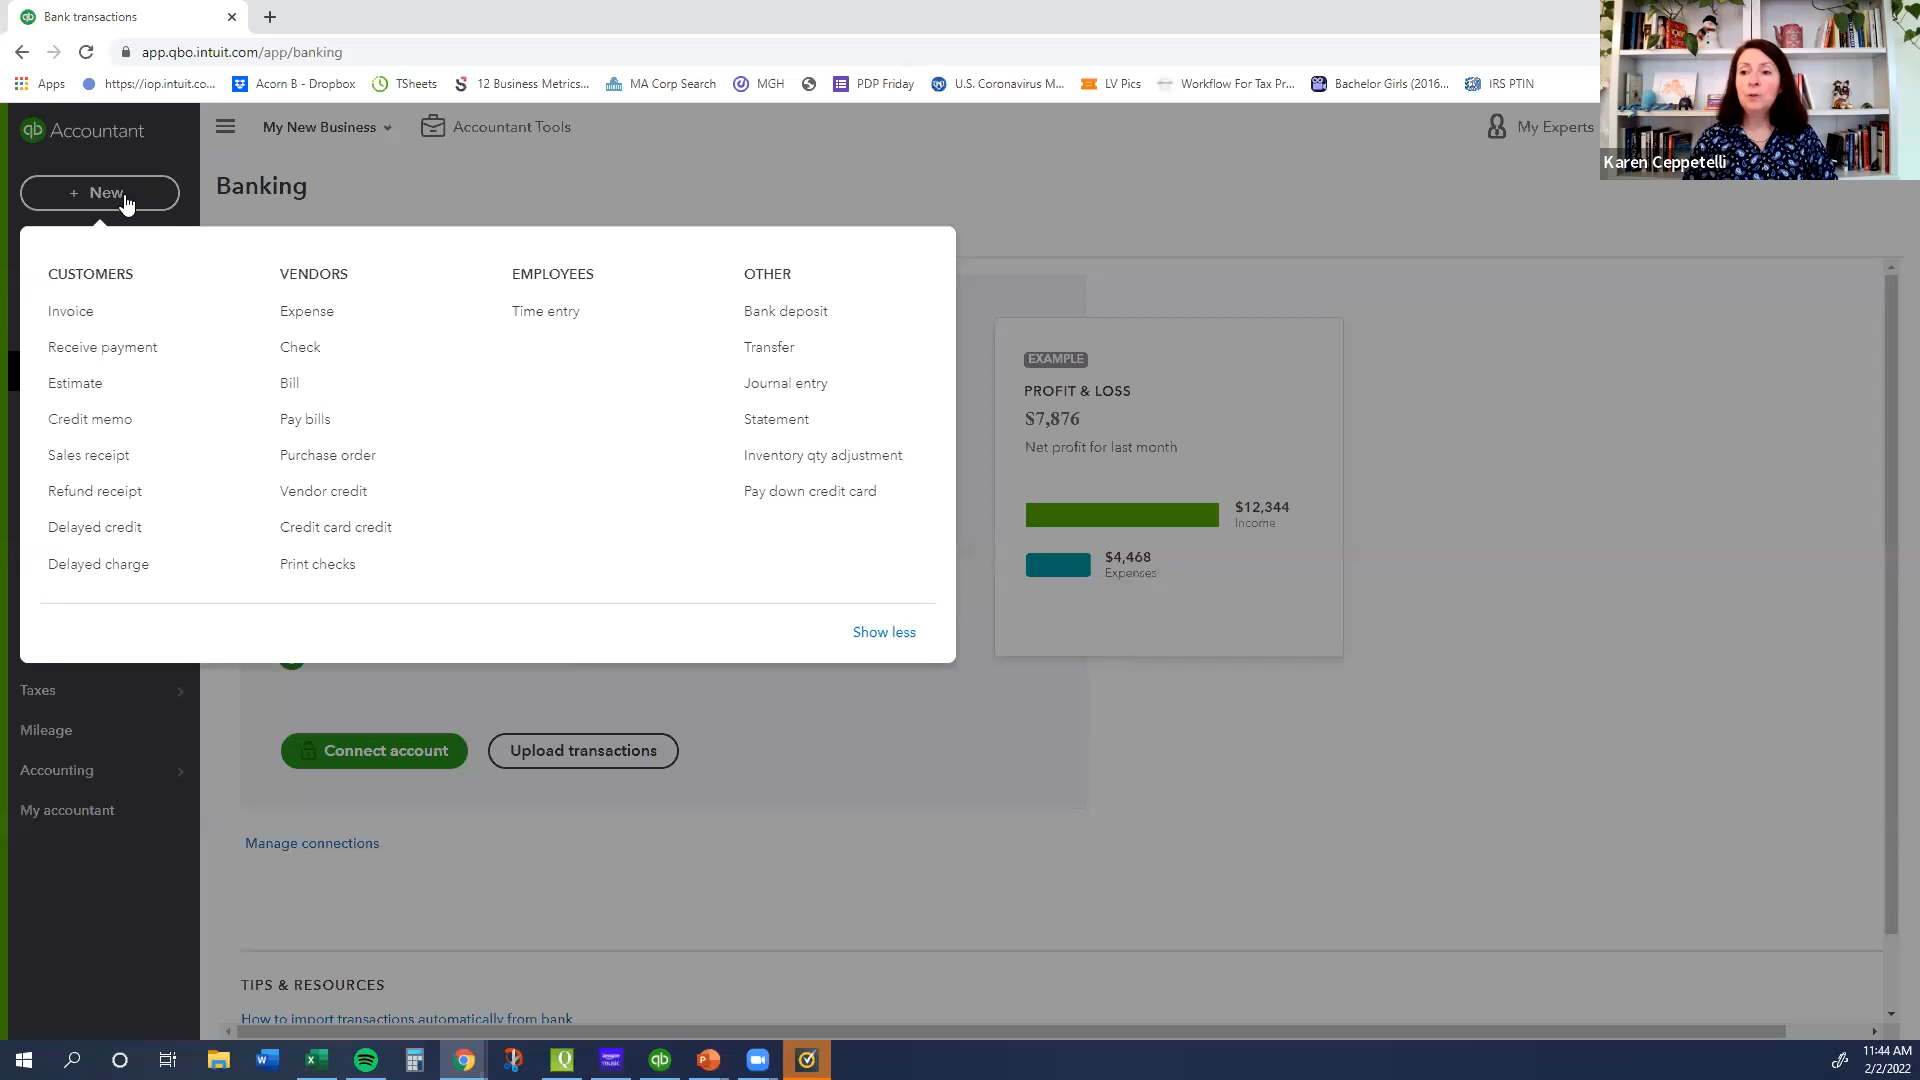 Bank transactions
app.qbo.intuit.com/app/banking
Apps https://iop.intuit.co... Acorn B - Dropbox TSheets 12 Business Metrics... MA Corp Search MGH PDP Friday U.S. Coronavirus M... LV Pics Workflow For Tax Pr... Bachelor Girls (2016... IRS PTIN
Karen Ceppetelli
qb Accountant
My New Business
Accountant Tools
My Experts
+ New
Banking
CUSTOMERS
Invoice
Receive payment
Estimate
Credit memo
Sales receipt
Refund receipt
Delayed credit
Delayed charge
VENDORS
Expense
Check
Bill
Pay bills
Purchase order
Vendor credit
Credit card credit
Print checks
EMPLOYEES
Time entry
OTHER
Bank deposit
Transfer
Journal entry
Statement
Inventory qty adjustment
Pay down credit card
Show less
EXAMPLE
PROFIT & LOSS
$7,876
Net profit for last month
$12,344
Income
$4,468
Expenses
Taxes
Mileage
Accounting
My accountant
Connect account
Upload transactions
Manage connections
TIPS & RESOURCES
How to import transactions automatically from bank
11:44 AM
2/2/2022